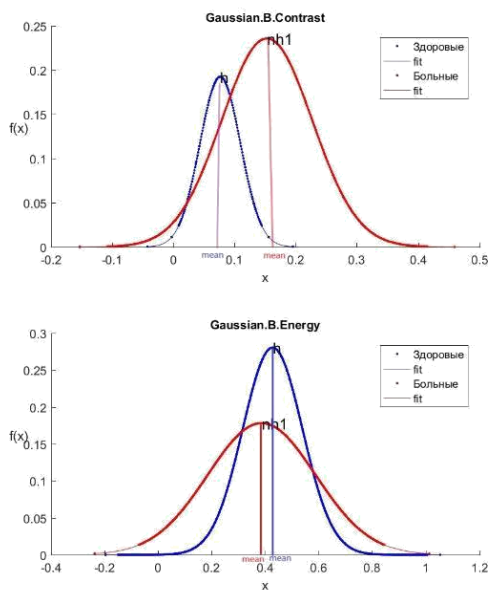 Gaussian.B.Contrast
0.25
nh1
Здоровые
fit
Больные
fit
0.2
h
0.15
f(x)
0.1
0.05
0
-0.2
-0.1
0
0.1
0.2
0.3
0.4
0.5
mean
mean
x
Gaussian.B.Energy
0.3
h
Здоровые
fit
Больные
fit
0.25
0.2
nh1
f(x)
0.15
0.1
0.05
0
-0.4
-0.2
0
0.2
0.4
0.6
0.8
1
1.2
mean
mean
x